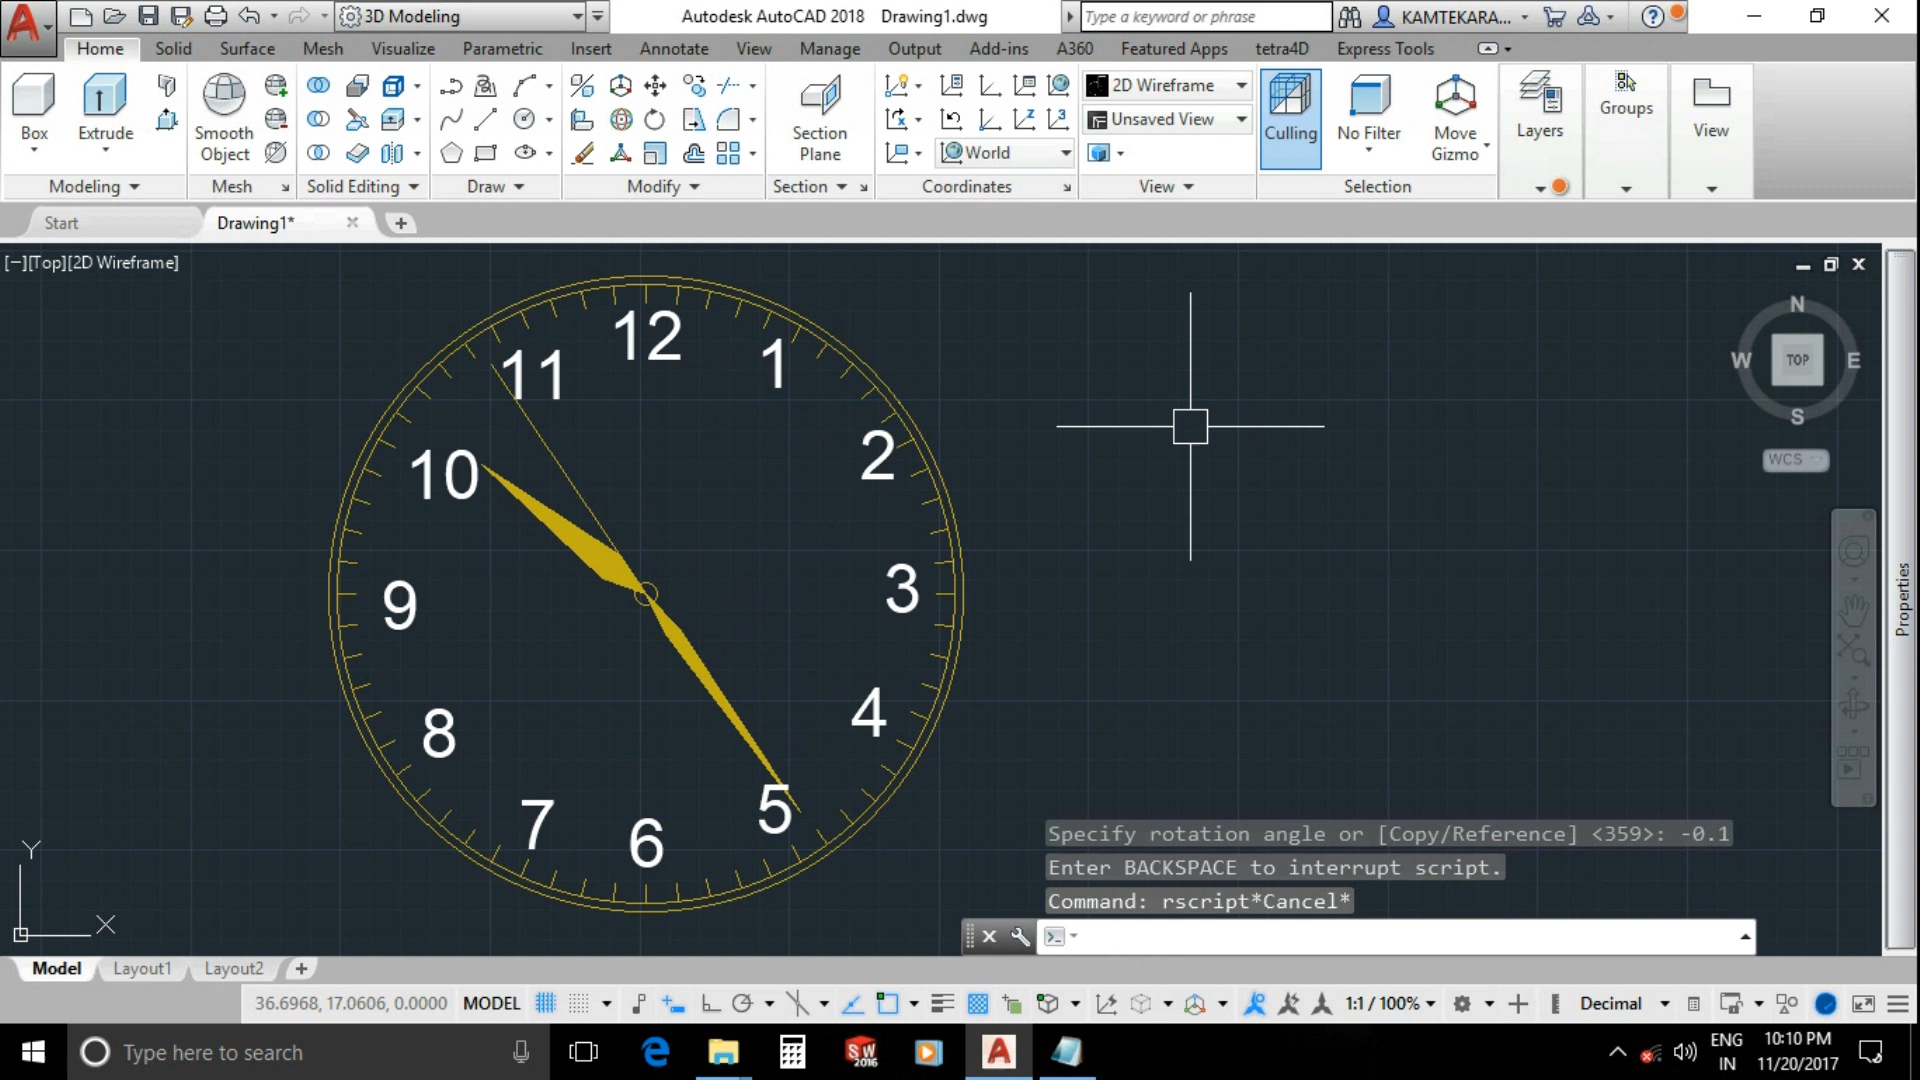 3D Modeling
Autodesk AutoCAD 2018 Drawing1.dwg
Type a keyword or phrase
KAMTEKARA...
Home Solid Surface Mesh Visualize Parametric Insert Annotate View Manage Output Add-ins A360 Featured Apps tetra4D Express Tools
Box
Extrude
Smooth Object
Section Plane
World
2D Wireframe
Unsaved View
Culling
No Filter
Move Gizmo
Layers
Groups
View
Modeling
Mesh
Solid Editing
Draw
Modify
Section
Coordinates
View
Selection
Start
Drawing1*
[−][Top][2D Wireframe]
12
1
2
3
4
5
6
7
8
9
10
11
N
W
TOP
E
S
WCS
Properties
Y
X
Specify rotation angle or [Copy/Reference] <359>: -0.1
Enter BACKSPACE to interrupt script.
Command: rscript*Cancel*
Model
Layout1
Layout2
36.6968, 17.0606, 0.0000
MODEL
1:1 / 100%
Decimal
Type here to search
SW
2016
ENG
IN
10:10 PM
11/20/2017